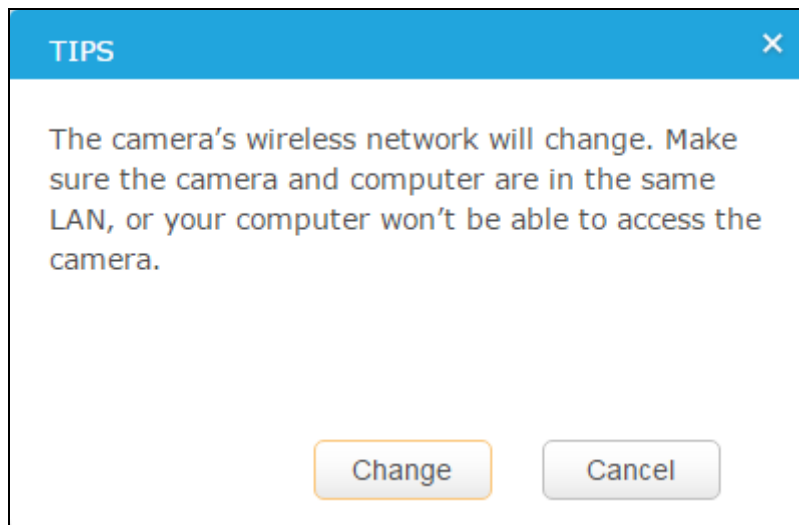 TIPS
The camera’s wireless network will change. Make
sure the camera and computer are in the same
LAN, or your computer won’t be able to access the
camera.
Change Cancel